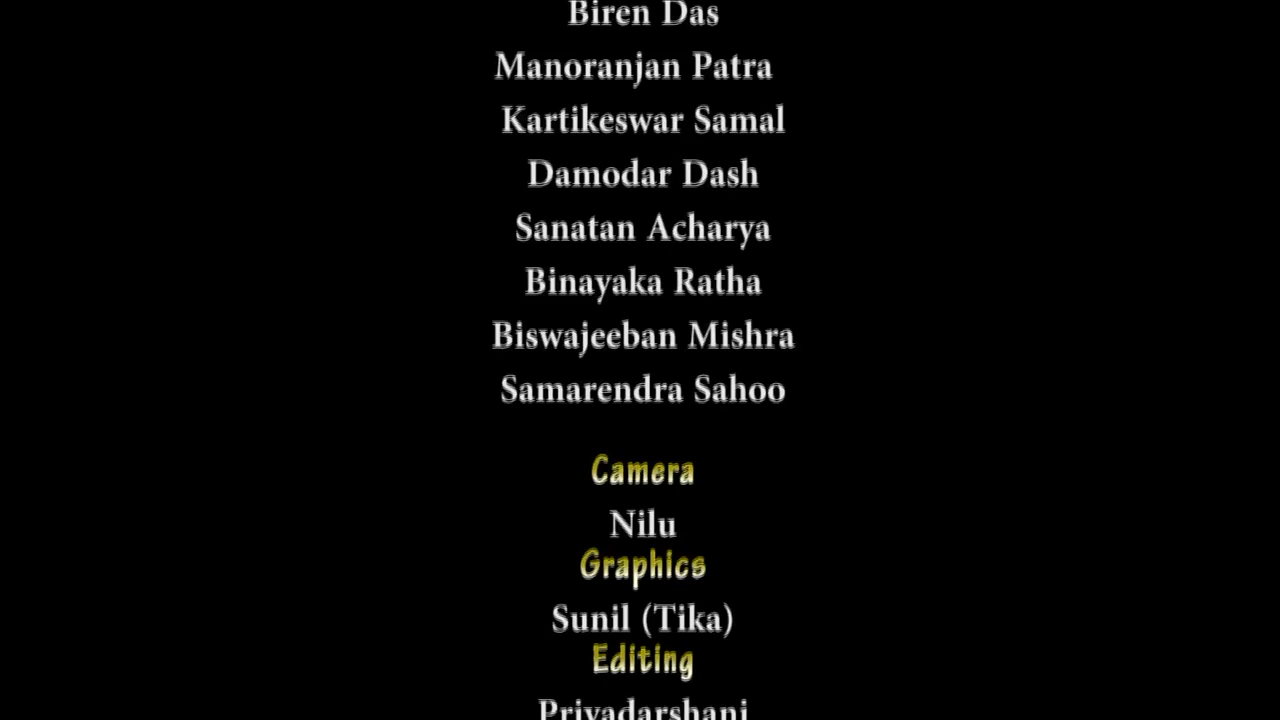 Biren Das
Manoranjan Patra
Kartikeswar Samal
Damodar Dash
Sanatan Acharya
Binayaka Ratha
Biswajeeban Mishra
Samarendra Sahoo
Camera
Nilu
Graphics
Sunil (Tika)
Editing
Priyadarshani